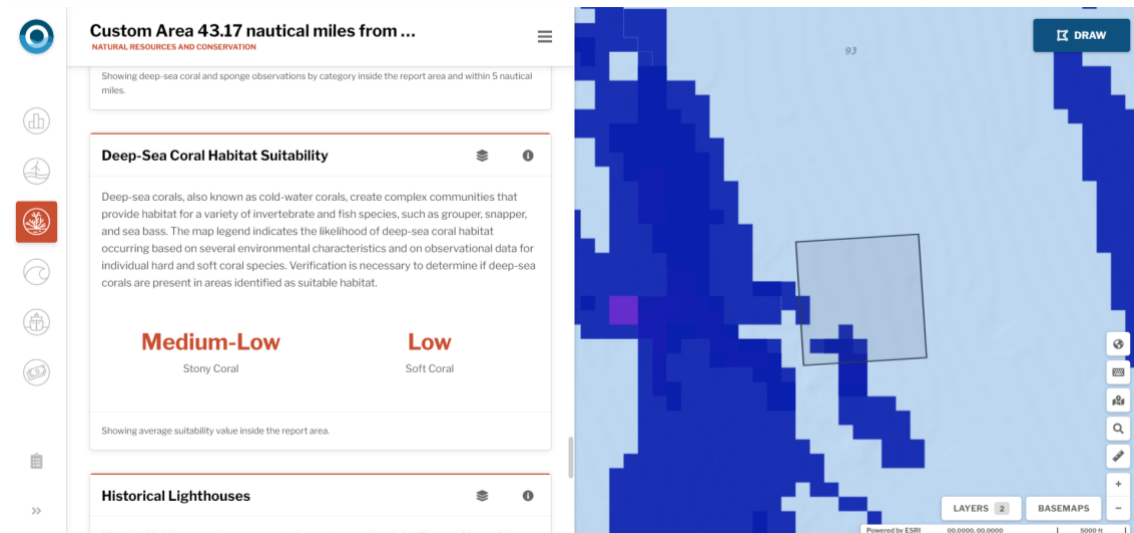 Custom Area 43.17 nautical miles from ...
NATURAL RESOURCES AND CONSERVATION
Showing deep-sea coral and sponge observations by category inside the report area and within 5 nautical
miles.
Deep-Sea Coral Habitat Suitability
Deep-sea corals, also known as cold-water corals, create complex communities that
provide habitat for a variety of invertebrate and fish species, such as grouper, snapper,
and sea bass. The map legend indicates the likelihood of deep-sea coral habitat
occurring based on several environmental characteristics and on observational data for
individual hard and soft coral species. Verification is necessary to determine if deep-sea
corals are present in areas identified as suitable habitat.
Medium-Low
Stony Coral
Low
Soft Coral
Showing average suitability value inside the report area.
Historical Lighthouses
93
DRAW
LAYERS 2
BASEMAPS
Powered by ESRI
00.0000, 00.0000
5000 ft